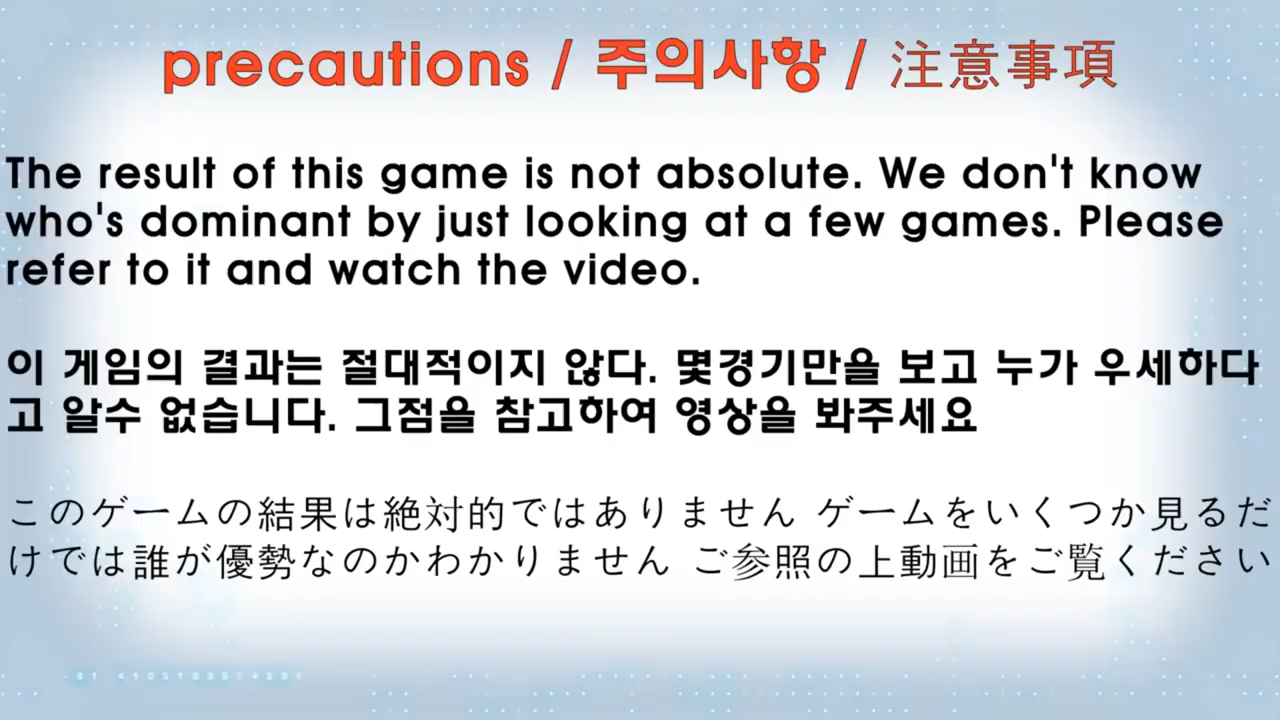 precautions / 주의사항 / 注意事項
The result of this game is not absolute. We don't know
who's dominant by just looking at a few games. Please
refer to it and watch the video.
이 게임의 결과는 절대적이지 않다. 몇경기만을 보고 누가 우세하다
고 알수 없습니다. 그점을 참고하여 영상을 봐주세요
このゲームの結果は絶対的ではありません ゲームをいくつか見るだ
けでは誰が優勢なのかわかりません ご参照の上動画をご覧ください